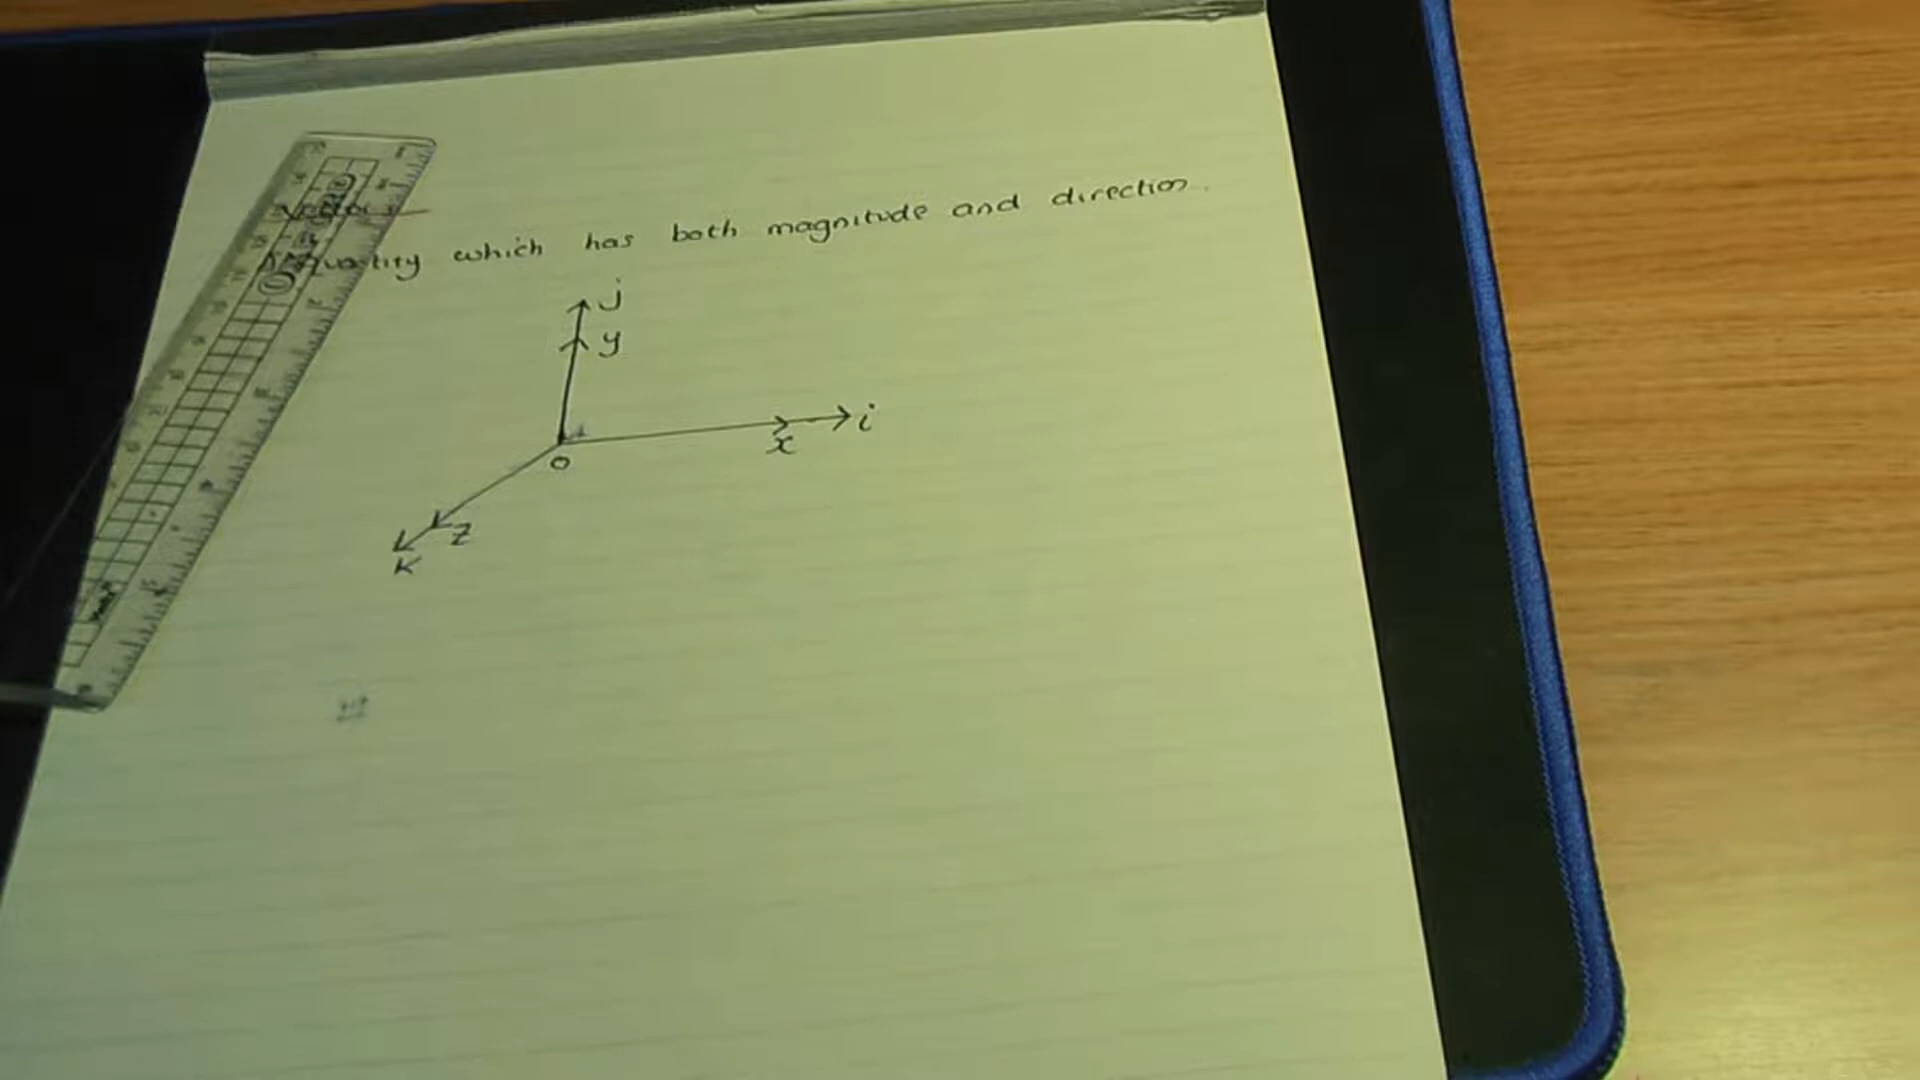 Vector
A quantity which has both magnitude and direction.
j
y
i
x
o
z
K